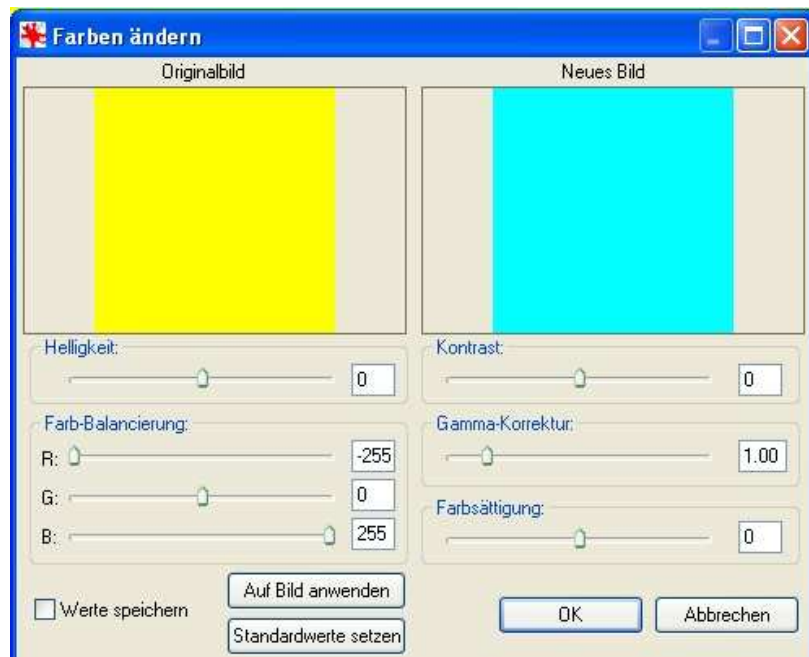 Farben ändern
Originalbild
Neues Bild
Helligkeit:
0
Kontrast:
0
Farb-Balancierung:
R: -255
G: 0
B: 255
Gamma-Korrektur:
1.00
Farbsättigung:
0
Werte speichern
Auf Bild anwenden
Standardwerte setzen
OK
Abbrechen